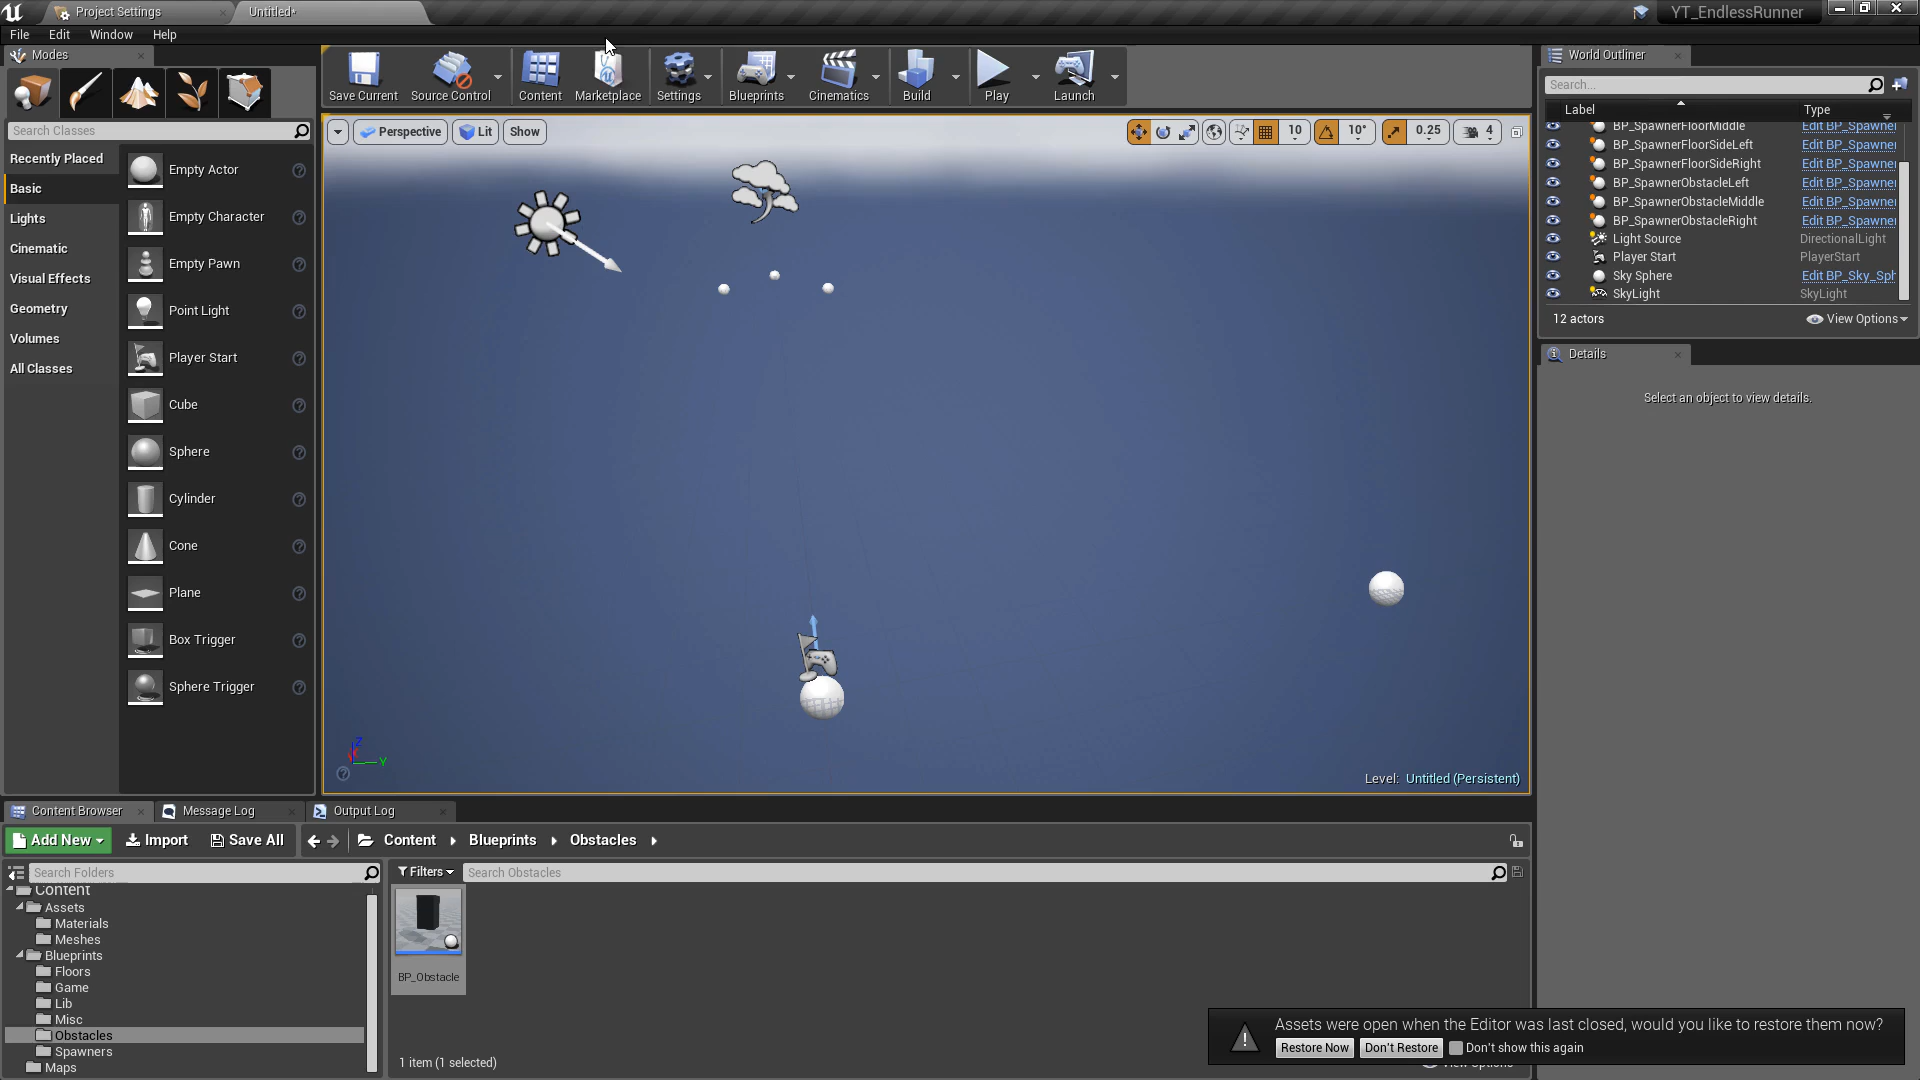 Project Settings
Untitled*
YT_EndlessRunner
File Edit Window Help
Modes
Save Current
Source Control
Content
Marketplace
Settings
Blueprints
Cinematics
Build
Play
Launch
Search Classes
Recently Placed
Basic
Lights
Cinematic
Visual Effects
Geometry
Volumes
All Classes
Empty Actor
Empty Character
Empty Pawn
Point Light
Player Start
Cube
Sphere
Cylinder
Cone
Plane
Box Trigger
Sphere Trigger
Perspective
Lit
Show
10
10°
0.25
4
Z
Y
Level: Untitled (Persistent)
World Outliner
Search...
Label Type
BP_SpawnerFloorMiddle Edit BP_Spawner
BP_SpawnerFloorSideLeft Edit BP_Spawner
BP_SpawnerFloorSideRight Edit BP_Spawner
BP_SpawnerObstacleLeft Edit BP_Spawner
BP_SpawnerObstacleMiddle Edit BP_Spawner
BP_SpawnerObstacleRight Edit BP_Spawner
Light Source DirectionalLight
Player Start PlayerStart
Sky Sphere Edit BP_Sky_Sph
SkyLight SkyLight
12 actors
View Options
Details
Select an object to view details.
Content Browser
Message Log
Output Log
Add New
Import
Save All
Content
Blueprints
Obstacles
Search Folders
Filters
Search Obstacles
Content
Assets
Materials
Meshes
Blueprints
Floors
Game
Lib
Misc
Obstacles
Spawners
Maps
BP_Obstacle
1 item (1 selected)
Assets were open when the Editor was last closed, would you like to restore them now?
Restore Now
Don't Restore
Don't show this again